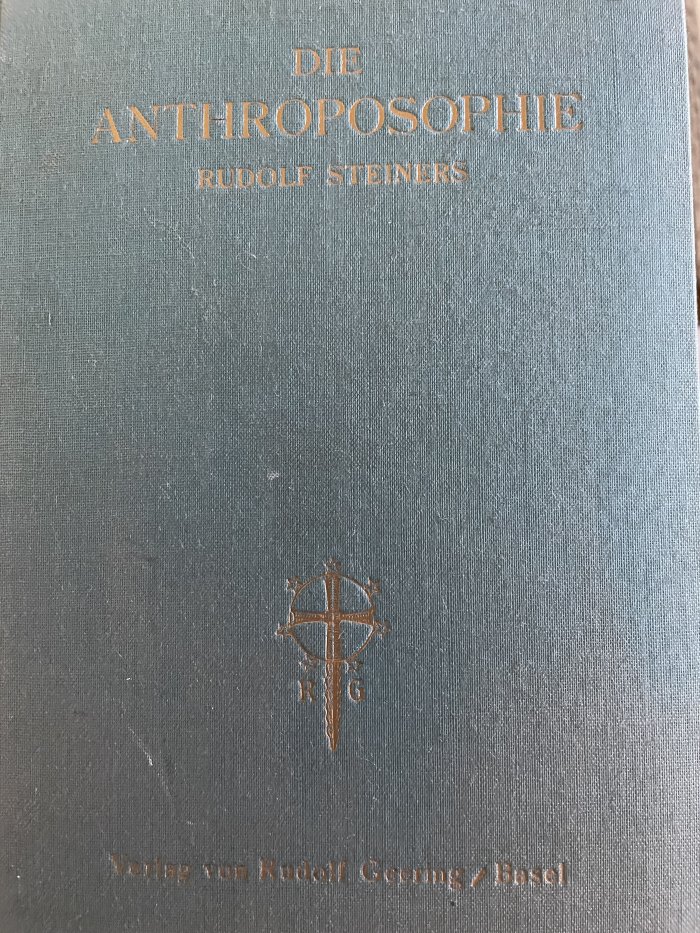 DIE
ANTHROPOSOPHIE
RUDOLF STEINERS
R G
Verlag von Rudolf Geering / Basel